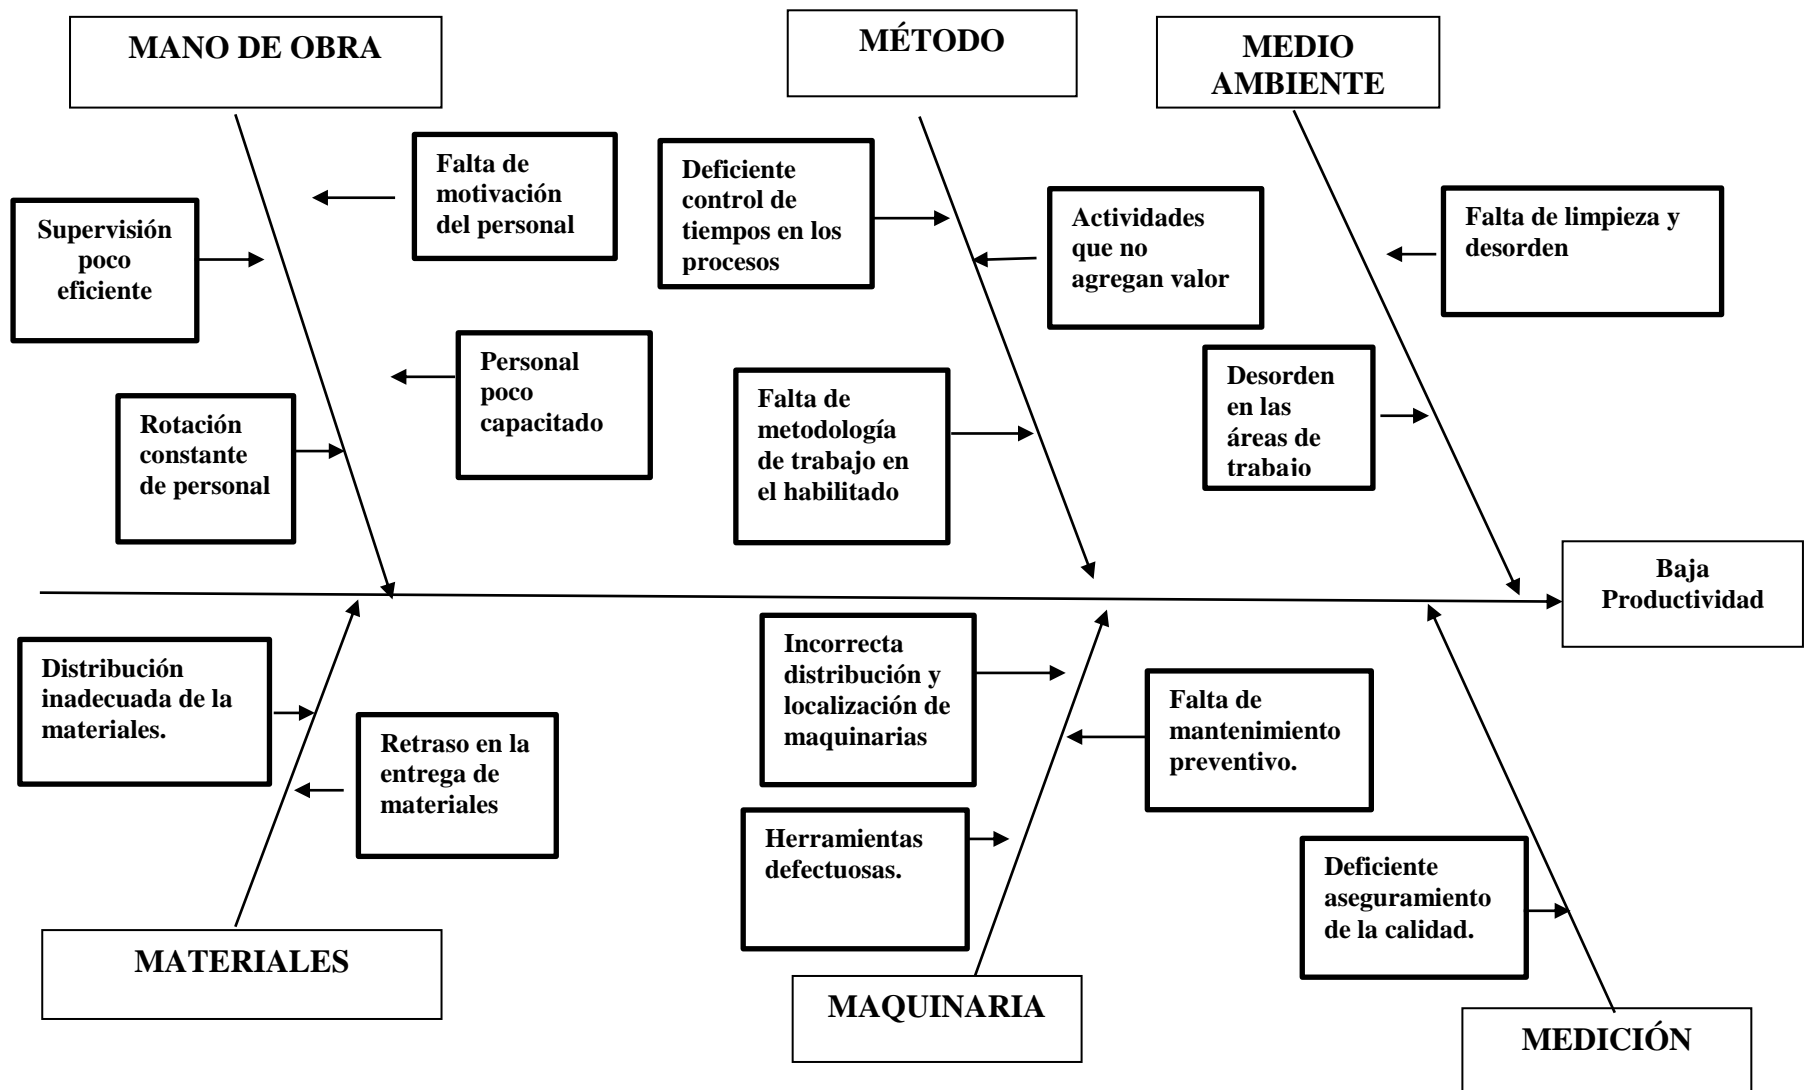 MANO DE OBRA
MÉTODO
MEDIO
AMBIENTE
Falta de
motivación
del personal
Supervisión
poco
eficiente
Personal
poco
capacitado
Rotación
constante
de personal
Deficiente
control de
tiempos en los
procesos
Actividades
que no
agregan valor
Falta de
metodología
de trabajo en
el habilitado
Falta de limpieza y
desorden
Desorden
en las
áreas de
trabajo
Baja
Productividad
Distribución
inadecuada de la
materiales.
Retraso en la
entrega de
materiales
Incorrecta
distribución y
localización de
maquinarias
Falta de
mantenimiento
preventivo.
Herramientas
defectuosas.
Deficiente
aseguramiento
de la calidad.
MATERIALES
MAQUINARIA
MEDICIÓN